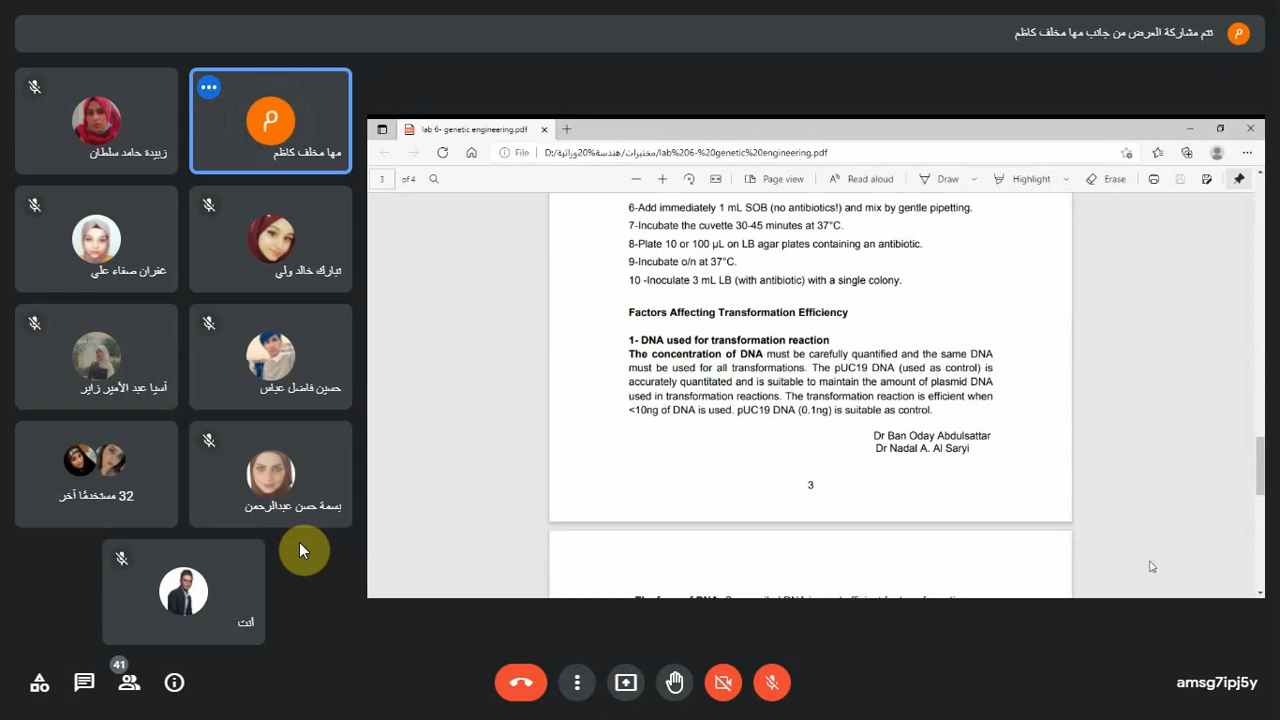 تتم مشاركة العرض من جانب مها مخلف كاظم
م
زبيدة حامد سلطان
م
مها مخلف كاظم
عفران صفاء علي
تبارك خالد ولي
آسيا عبد الأمير زاير
حسين فاضل عباس
32 مستخدمًا آخر
بسمة حسن عبدالرحمن
أنت
lab 6- genetic engineering.pdf
File
D:/مختبرات/هندسة%20وراثية/lab%206-%20genetic%20engineering.pdf
3 of 4
Page view
Read aloud
Draw
Highlight
Erase
6-Add immediately 1 mL SOB (no antibiotics!) and mix by gentle pipetting.
7-Incubate the cuvette 30-45 minutes at 37°C.
8-Plate 10 or 100 µL on LB agar plates containing an antibiotic.
9-Incubate o/n at 37°C.
10 -Inoculate 3 mL LB (with antibiotic) with a single colony.
Factors Affecting Transformation Efficiency
1- DNA used for transformation reaction
The concentration of DNA must be carefully quantified and the same DNA
must be used for all transformations. The pUC19 DNA (used as control) is
accurately quantitated and is suitable to maintain the amount of plasmid DNA
used in transformation reactions. The transformation reaction is efficient when
<10ng of DNA is used. pUC19 DNA (0.1ng) is suitable as control.
Dr Ban Oday Abdulsattar
Dr Nadal A. Al Saryi
3
41
amsg7ipj5y